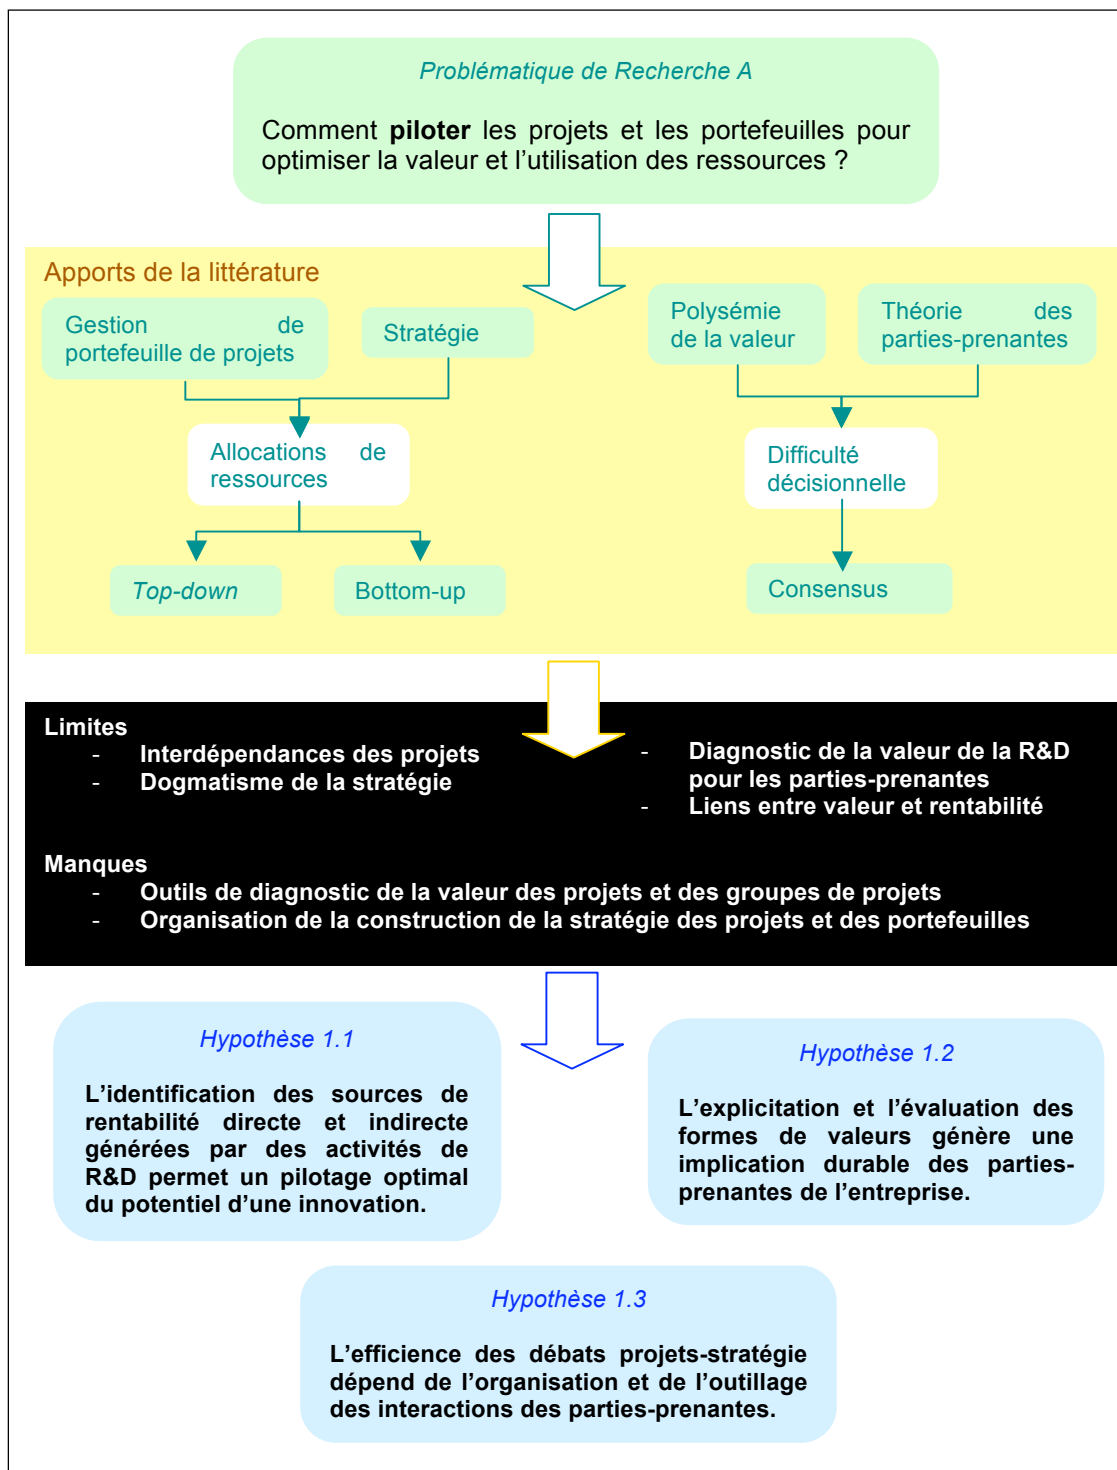 Problématique de Recherche A
Comment piloter les projets et les portefeuilles pour
optimiser la valeur et l’utilisation des ressources ?
Apports de la littérature
Gestion de
portefeuille de projets
Stratégie
Polysémie
de la valeur
Théorie des
parties-prenantes
Allocations de
ressources
Difficulté
décisionnelle
Top-down
Bottom-up
Consensus
Limites
- Interdépendances des projets
- Dogmatisme de la stratégie
- Diagnostic de la valeur de la R&D
pour les parties-prenantes
- Liens entre valeur et rentabilité
Manques
- Outils de diagnostic de la valeur des projets et des groupes de projets
- Organisation de la construction de la stratégie des projets et des portefeuilles
Hypothèse 1.1
L’identification des sources de
rentabilité directe et indirecte
générées par des activités de
R&D permet un pilotage optimal
du potentiel d’une innovation.
Hypothèse 1.2
L’explicitation et l’évaluation des
formes de valeurs génère une
implication durable des parties-
prenantes de l’entreprise.
Hypothèse 1.3
L’efficience des débats projets-stratégie
dépend de l’organisation et de l’outillage
des interactions des parties-prenantes.